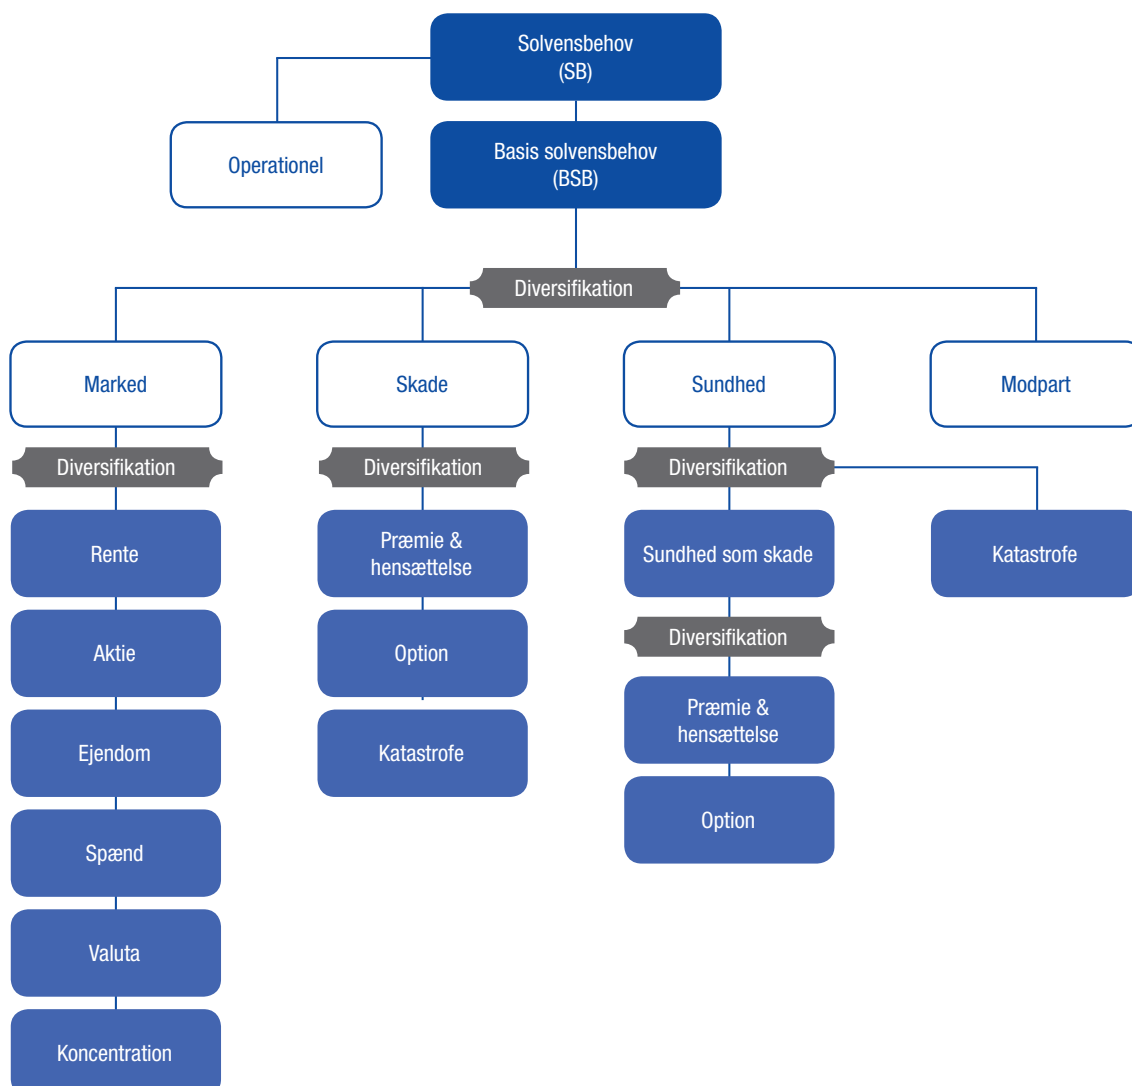 Solvensbehov
(SB)
Operationel
Basis solvensbehov
(BSB)
Diversifikation
Marked
Skade
Sundhed
Modpart
Diversifikation
Diversifikation
Diversifikation
Rente
Præmie &
hensættelse
Sundhed som skade
Katastrofe
Aktie
Option
Diversifikation
Ejendom
Katastrofe
Præmie &
hensættelse
Spænd
Option
Valuta
Koncentration